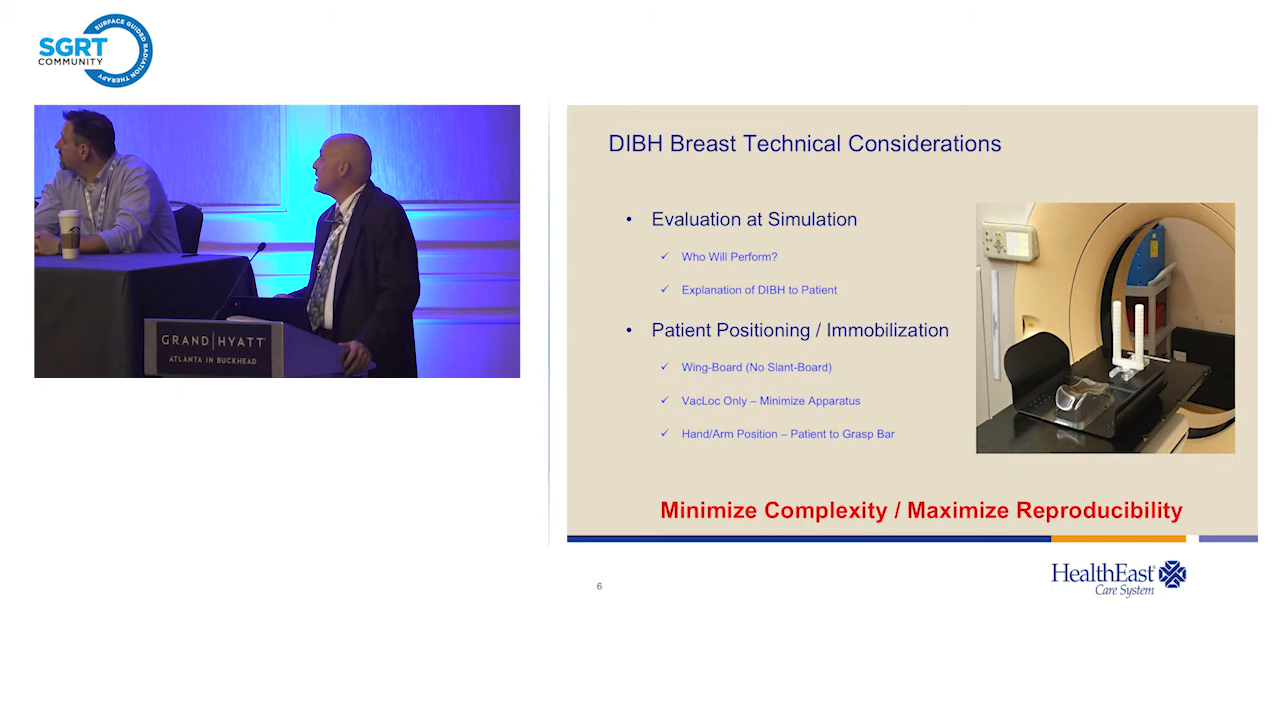 SURFACE GUIDED RADIATION THERAPY
SGRT
COMMUNITY
GRAND|HYATT
ATLANTA IN BUCKHEAD
DIBH Breast Technical Considerations
• Evaluation at Simulation
✓ Who Will Perform?
✓ Explanation of DIBH to Patient
• Patient Positioning / Immobilization
✓ Wing-Board (No Slant-Board)
✓ VacLoc Only – Minimize Apparatus
✓ Hand/Arm Position – Patient to Grasp Bar
Minimize Complexity / Maximize Reproducibility
HealthEast®
Care System
6